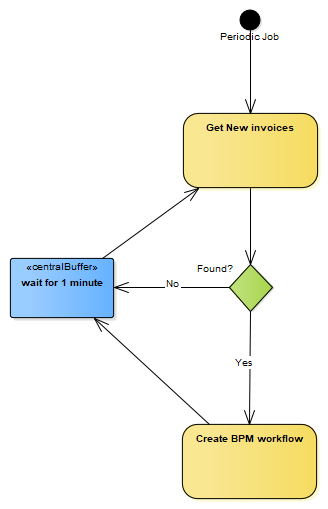 Periodic Job
Get New invoices
Found?
«centralBuffer»
wait for 1 minute
No
Yes
Create BPM workflow